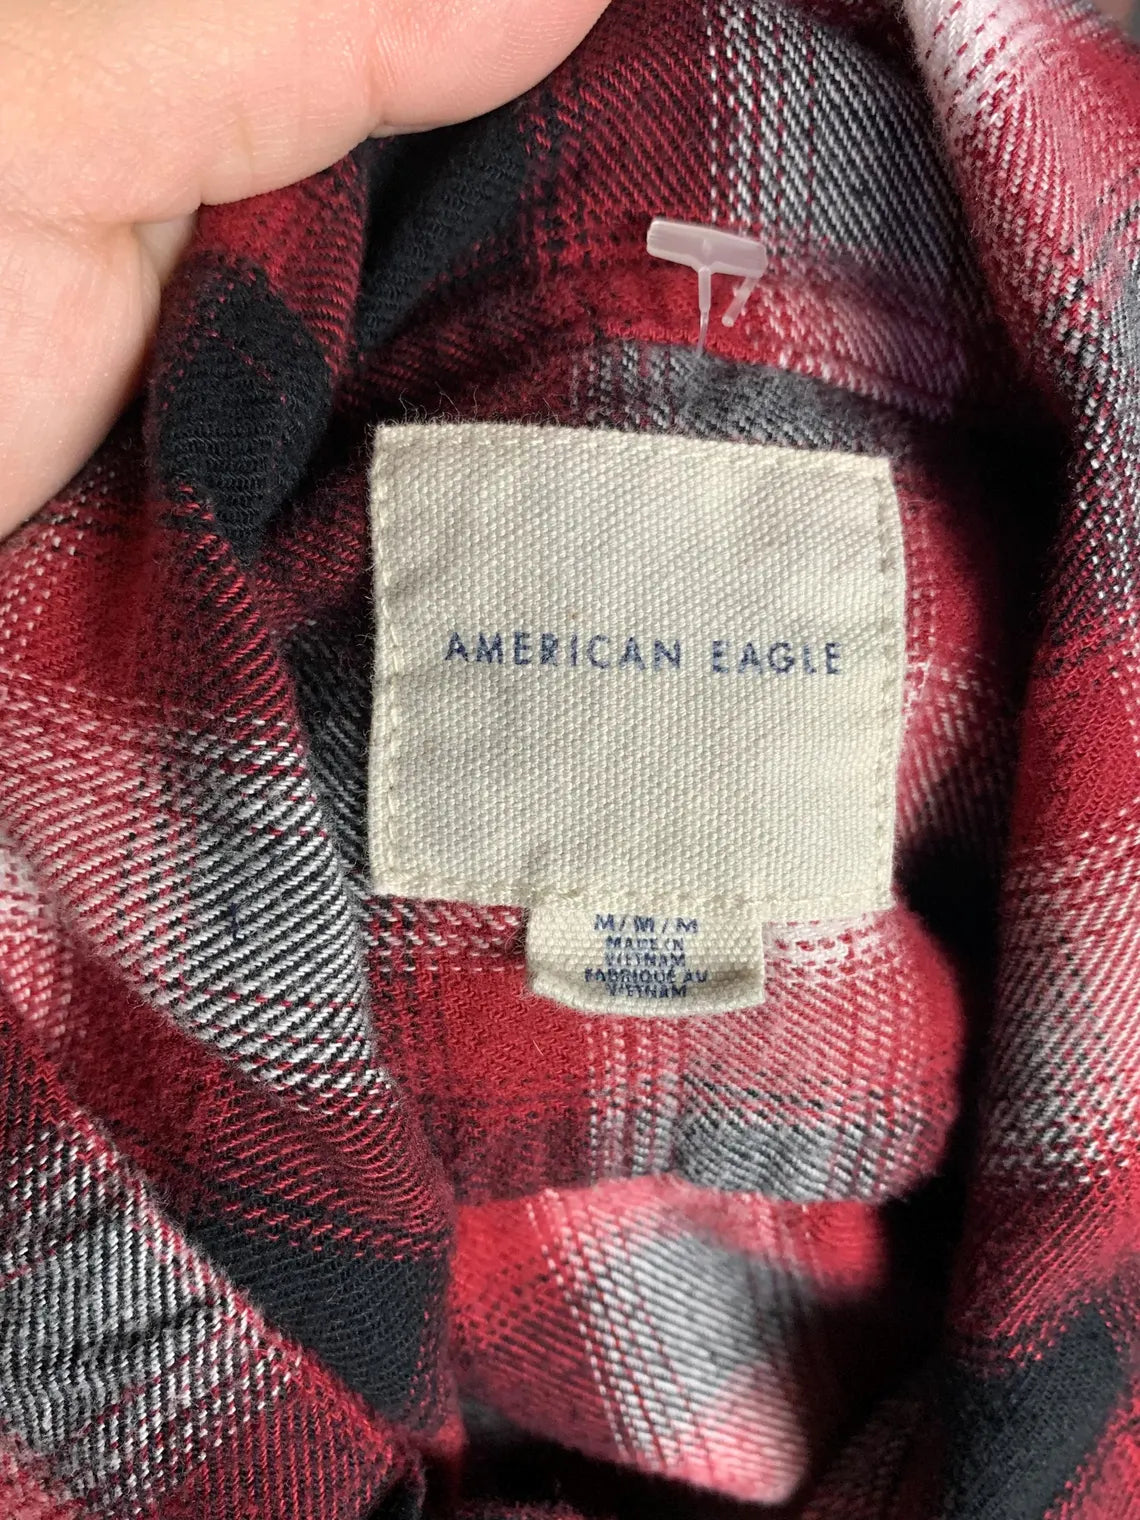 AMERICAN EAGLE
M/M/M
MADE IN
VIETNAM
FABRIQUÉ AU
VIETNAM